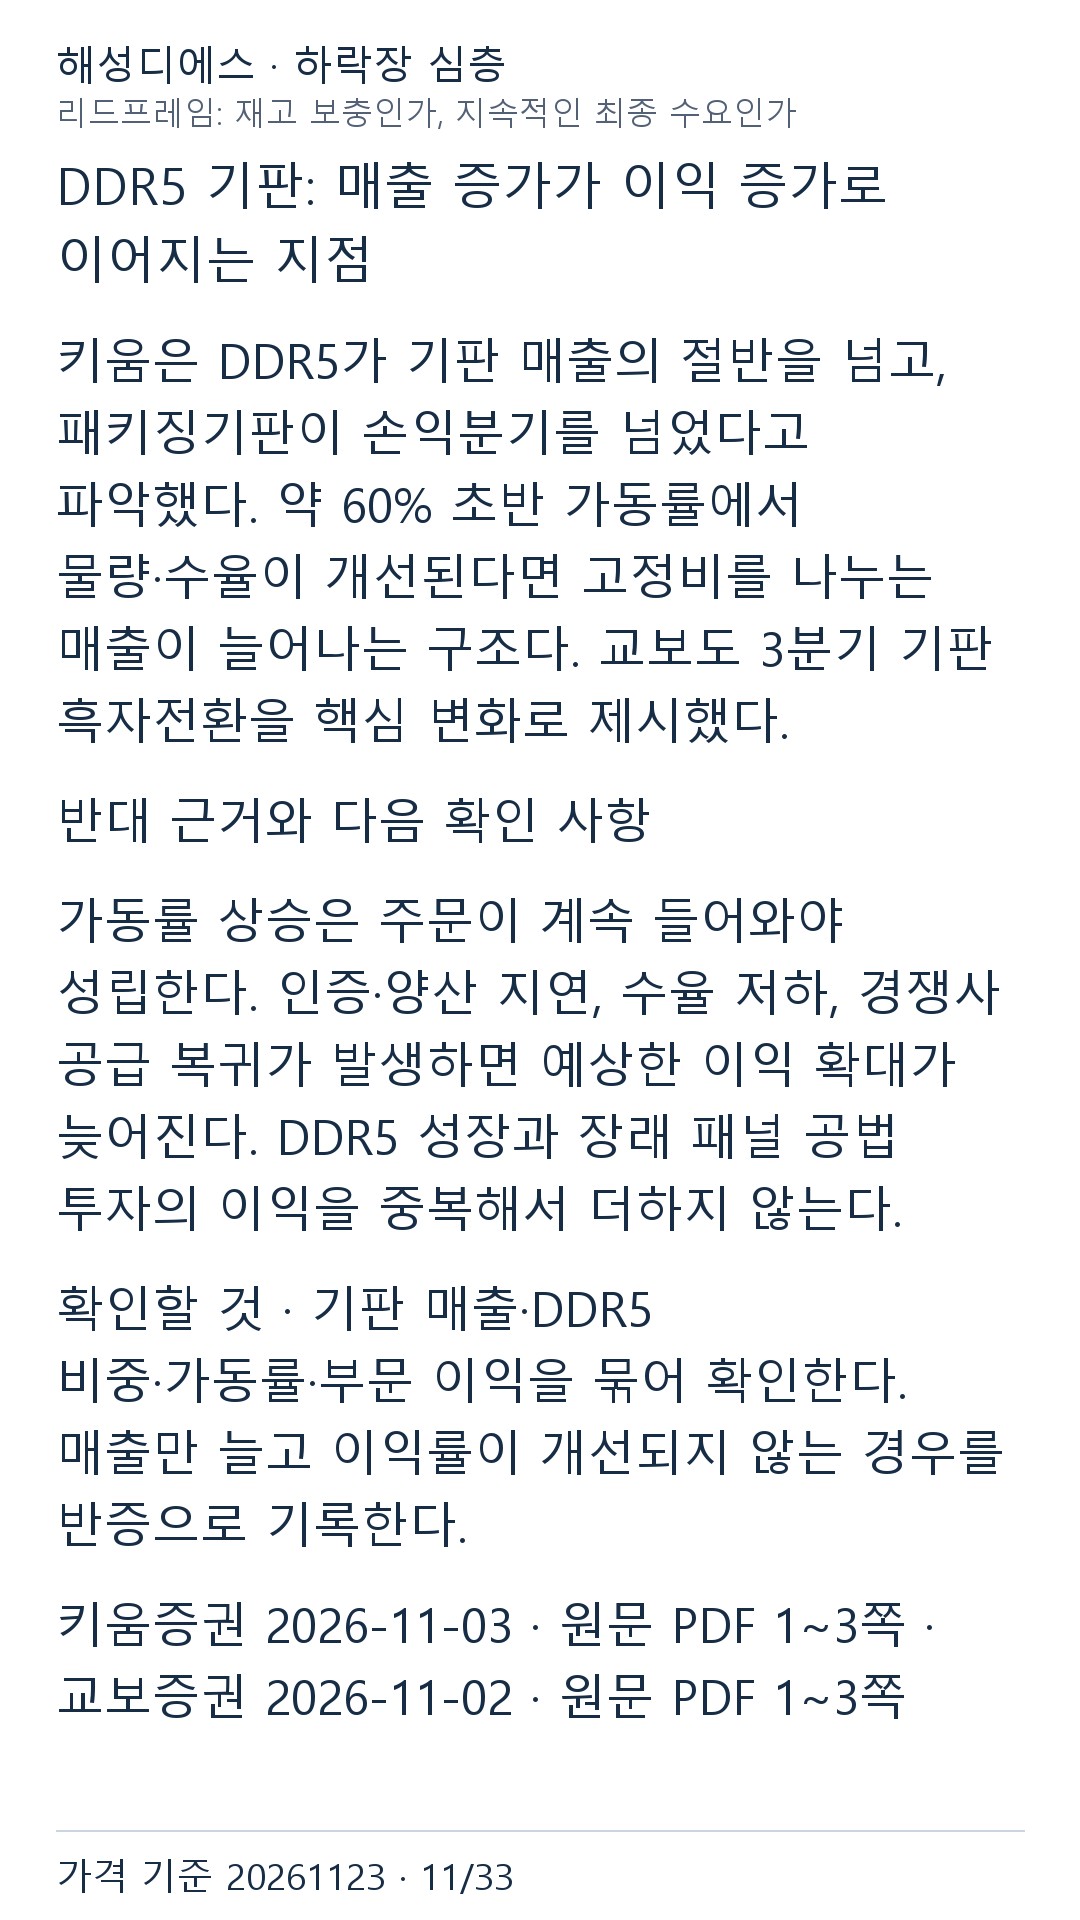 해성디에스 · 하락장 심층
리드프레임: 재고 보충인가, 지속적인 최종 수요인가
DDR5 기판: 매출 증가가 이익 증가로
이어지는 지점
키움은 DDR5가 기판 매출의 절반을 넘고,
패키징기판이 손익분기를 넘었다고
파악했다. 약 60% 초반 가동률에서
물량·수율이 개선된다면 고정비를 나누는
매출이 늘어나는 구조다. 교보도 3분기 기판
흑자전환을 핵심 변화로 제시했다.
반대 근거와 다음 확인 사항
가동률 상승은 주문이 계속 들어와야
성립한다. 인증·양산 지연, 수율 저하, 경쟁사
공급 복귀가 발생하면 예상한 이익 확대가
늦어진다. DDR5 성장과 장래 패널 공법
투자의 이익을 중복해서 더하지 않는다.
확인할 것 · 기판 매출·DDR5
비중·가동률·부문 이익을 묶어 확인한다.
매출만 늘고 이익률이 개선되지 않는 경우를
반증으로 기록한다.
키움증권 2026-11-03 · 원문 PDF 1~3쪽 ·
교보증권 2026-11-02 · 원문 PDF 1~3쪽
가격 기준 20261123 · 11/33